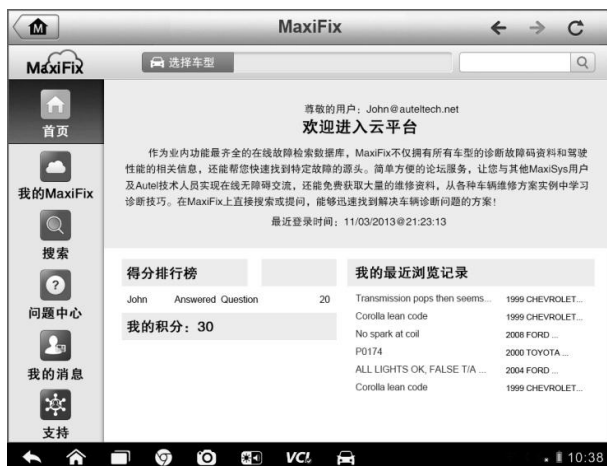 MaxiFix
M
MaxiFix
选择车型
首页
我的MaxiFix
搜索
问题中心
我的消息
支持
尊敬的用户：John@auteltech.net
欢迎进入云平台
作为业内功能最齐全的在线故障检索数据库，MaxiFix不仅拥有所有车型的诊断故障码资料和驾驶
性能的相关信息，还能帮您快速找到特定故障的源头。简单方便的论坛服务，让您与其他MaxiSys用户
及Autel技术人员实现在线无障碍交流，还能免费获取大量的维修资料，从各种车辆维修方案实例中学习
诊断技巧。在MaxiFix上直接搜索或提问，能够迅速找到解决车辆诊断问题的方案！
最近登录时间：11/03/2013@21:23:13
得分排行榜
John Answered Question 20
我的积分：30
我的最近浏览记录
Transmission pops then seems... 1999 CHEVROLET...
Corolla lean code 1999 CHEVROLET...
No spark at coil 2008 FORD ...
P0174 2000 TOYOTA ...
ALL LIGHTS OK, FALSE T/A ... 2004 FORD ...
Corolla lean code 1999 CHEVROLET...
VCI
10:38